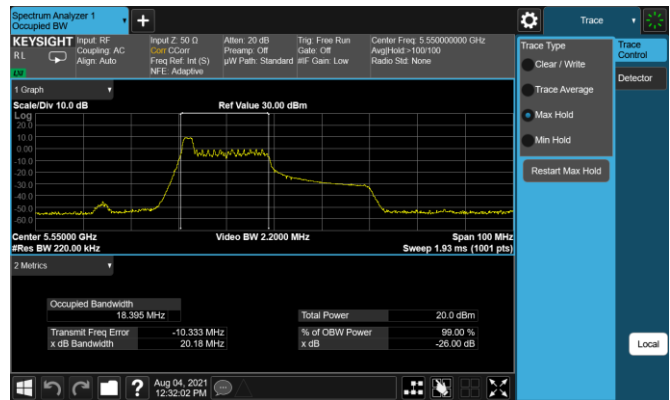 Spectrum Analyzer 1
Occupied BW
+
Trace
KEYSIGHT
RL
LXI
Input: RF
Coupling: AC
Align: Auto
Input Z: 50 Ω
Corr CCorr
Freq Ref: Int (S)
NFE: Adaptive
Atten: 20 dB
Preamp: Off
µW Path: Standard
Trig: Free Run
Gate: Off
#IF Gain: Low
Center Freq: 5.550000000 GHz
Avg|Hold:>100/100
Radio Std: None
1 Graph
Scale/Div 10.0 dB
Ref Value 30.00 dBm
Log
20.0
10.0
0.00
-10.0
-20.0
-30.0
-40.0
-50.0
-60.0
Center 5.55000 GHz
#Res BW 220.00 kHz
Video BW 2.2000 MHz
Span 100 MHz
Sweep 1.93 ms (1001 pts)
2 Metrics
Occupied Bandwidth
18.395 MHz
Total Power 20.0 dBm
Transmit Freq Error -10.333 MHz
% of OBW Power 99.00 %
x dB Bandwidth 20.18 MHz
x dB -26.00 dB
Trace Type
Clear / Write
Trace Average
Max Hold
Min Hold
Restart Max Hold
Trace
Control
Detector
Local
?
Aug 04, 2021
12:32:02 PM